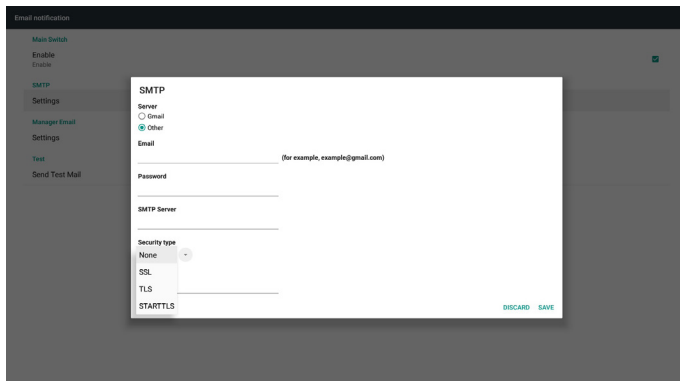 Email notification
Main Switch
Enable
Enable
SMTP
Settings
Manager Email
Settings
Test
Send Test Mail
SMTP
Server
Gmail
Other
Email
(for example, example@gmail.com)
Password
SMTP Server
Security type
None
SSL
TLS
STARTTLS
DISCARD SAVE